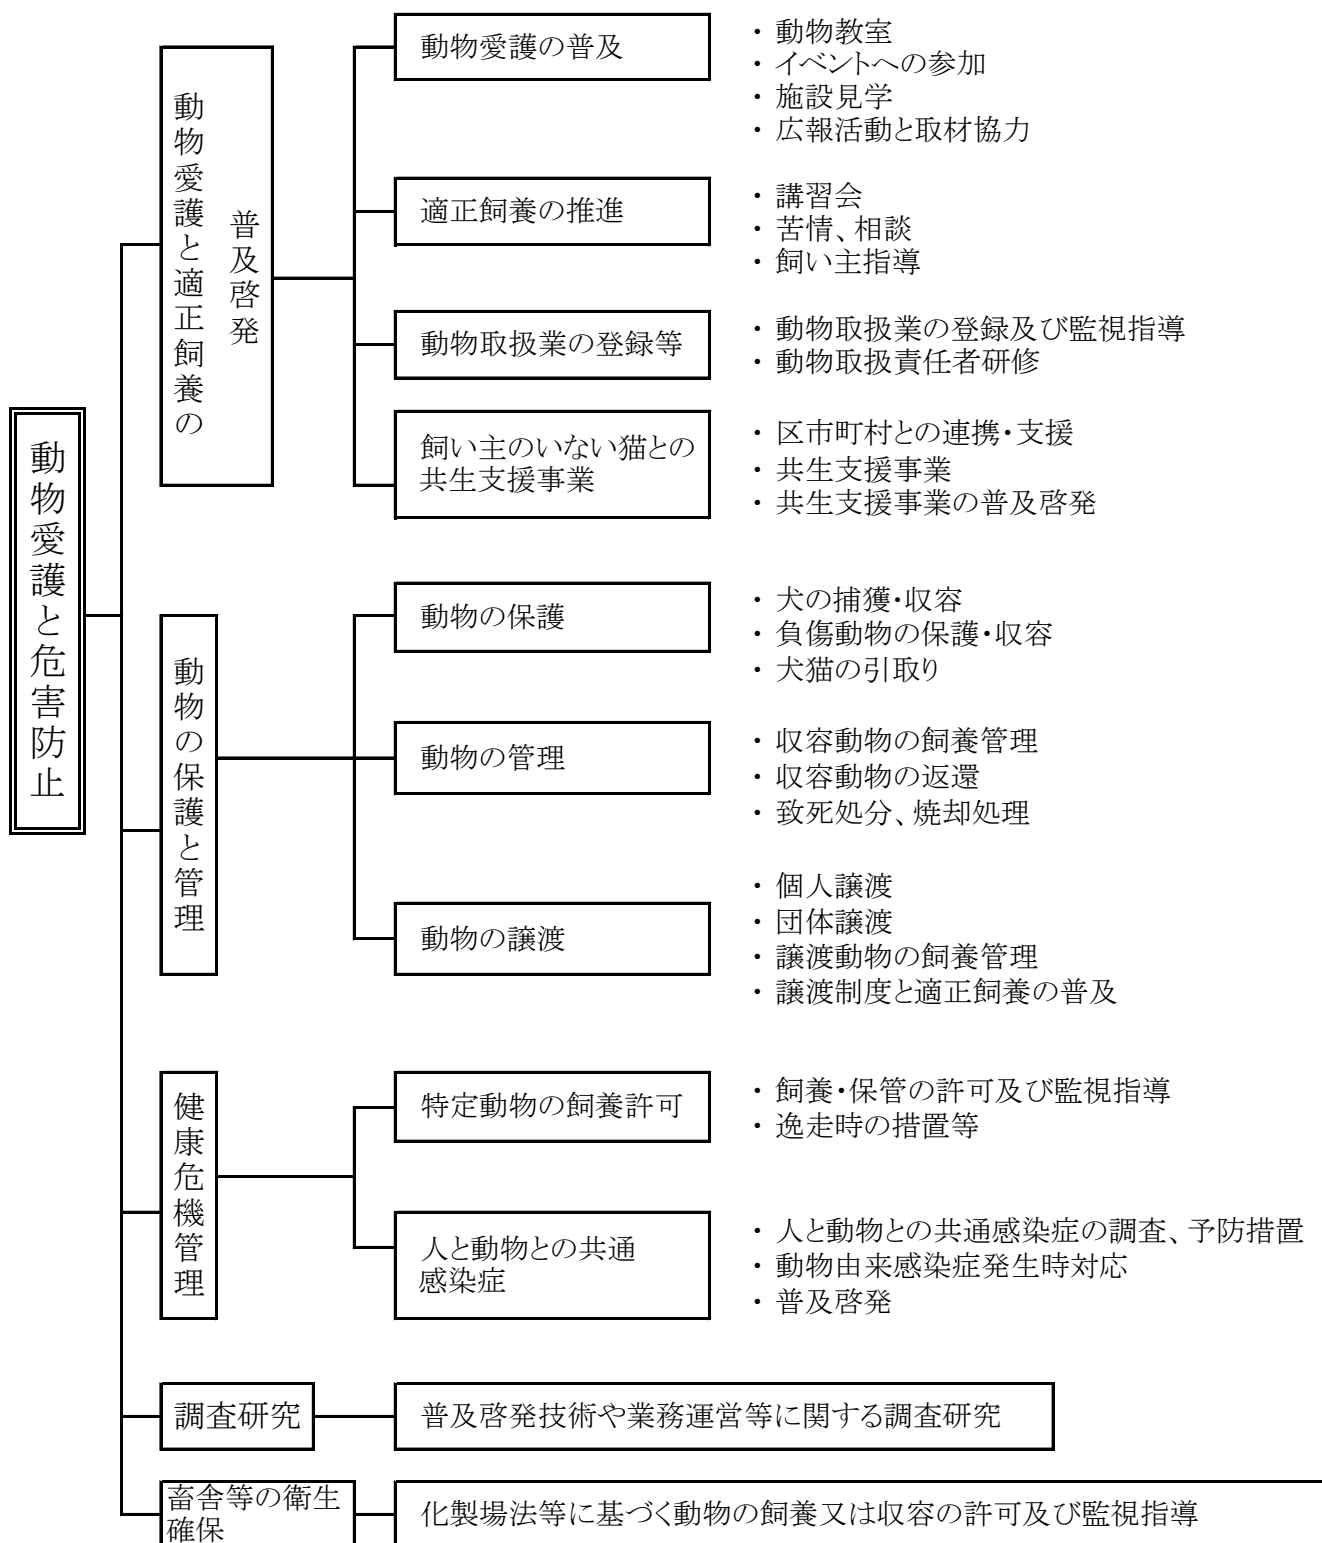 動物愛護と危害防止
動物愛護と適正飼養の
普及啓発
動物愛護の普及
・ 動物教室
・ イベントへの参加
・ 施設見学
・ 広報活動と取材協力
適正飼養の推進
・ 講習会
・ 苦情、相談
・ 飼い主指導
動物取扱業の登録等
・ 動物取扱業の登録及び監視指導
・ 動物取扱責任者研修
飼い主のいない猫との
共生支援事業
・ 区市町村との連携・支援
・ 共生支援事業
・ 共生支援事業の普及啓発
動物の保護と管理
動物の保護
・ 犬の捕獲・収容
・ 負傷動物の保護・収容
・ 犬猫の引取り
動物の管理
・ 収容動物の飼養管理
・ 収容動物の返還
・ 致死処分、焼却処理
動物の譲渡
・ 個人譲渡
・ 団体譲渡
・ 譲渡動物の飼養管理
・ 譲渡制度と適正飼養の普及
健康危機管理
特定動物の飼養許可
・ 飼養・保管の許可及び監視指導
・ 逸走時の措置等
人と動物との共通
感染症
・ 人と動物との共通感染症の調査、予防措置
・ 動物由来感染症発生時対応
・ 普及啓発
調査研究
普及啓発技術や業務運営等に関する調査研究
畜舎等の衛生
確保
化製場法等に基づく動物の飼養又は収容の許可及び監視指導